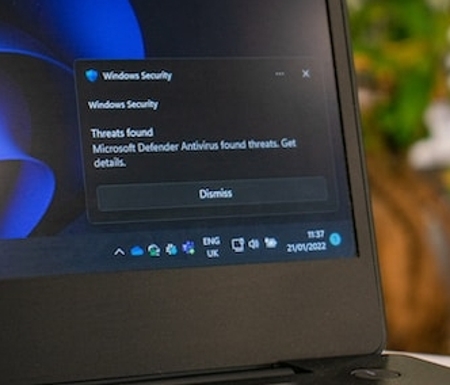 Windows Security
Windows Security
Threats found
Microsoft Defender Antivirus found threats. Get
details.
Dismiss
ENG
UK
11:37
21/01/2022